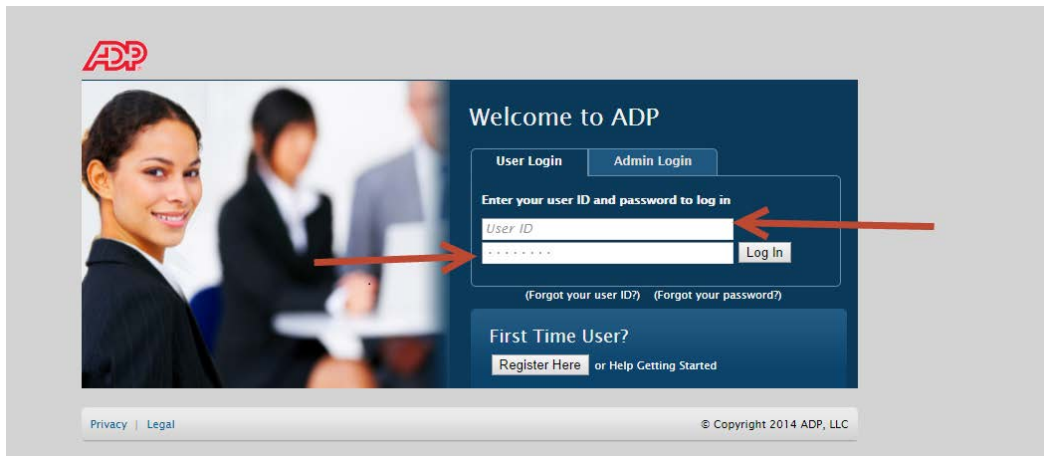 ADP
Welcome to ADP
User Login Admin Login
Enter your user ID and password to log in
User ID
Log In
(Forgot your user ID?) (Forgot your password?)
First Time User?
Register Here or Help Getting Started
Privacy | Legal © Copyright 2014 ADP, LLC